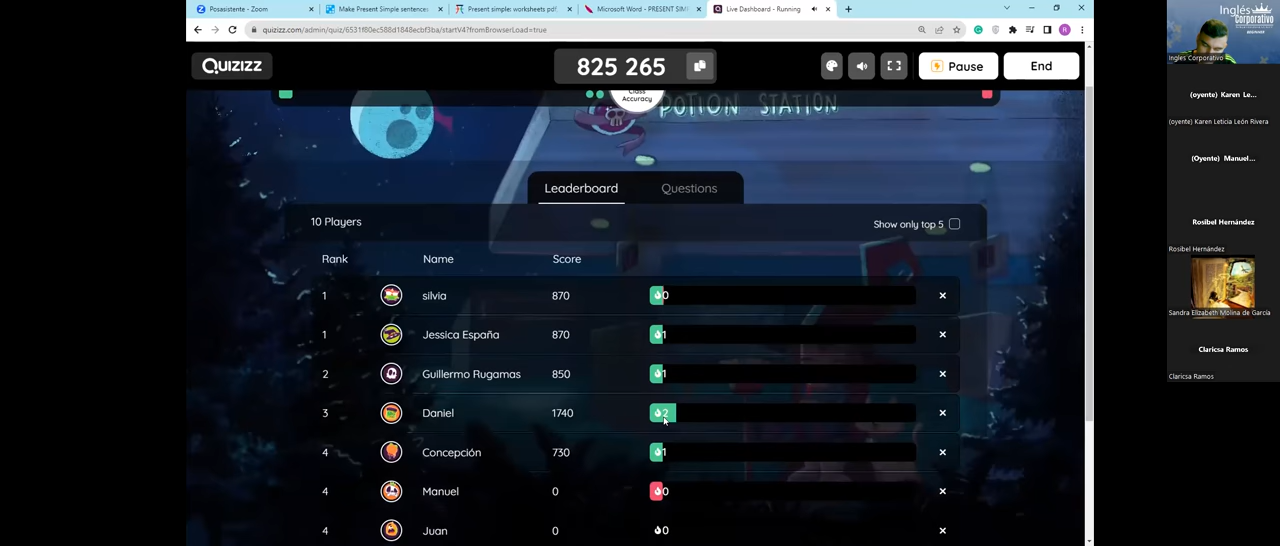 Posasistente - Zoom
Make Present Simple sentences
Present simple worksheets pdf
Microsoft Word - PRESENT SIM
Live Dashboard - Running
quizizz.com/admin/quiz/6531f80ec588d1848ecbf3ba/startV4?fromBrowserLoad=true
R
Quizizz
825 265
Pause
End
Class
Accuracy
POTION STATION
Leaderboard
Questions
10 Players
Show only top 5
Rank
Name
Score
1 silvia 870 0
1 Jessica España 870 1
2 Guillermo Rugamas 850 1
3 Daniel 1740 2
4 Concepción 730 1
4 Manuel 0 0
4 Juan 0 0
Inglés
Corporativo
BEGINNER
Ingles Corporativo
(oyente) Karen Le...
(oyente) Karen Leticia León Rivera
(Oyente) Manuel...
Rosibel Hernández
Rosibel Hernández
Sandra Elizabeth Molina de García
Claricsa Ramos
Claricsa Ramos